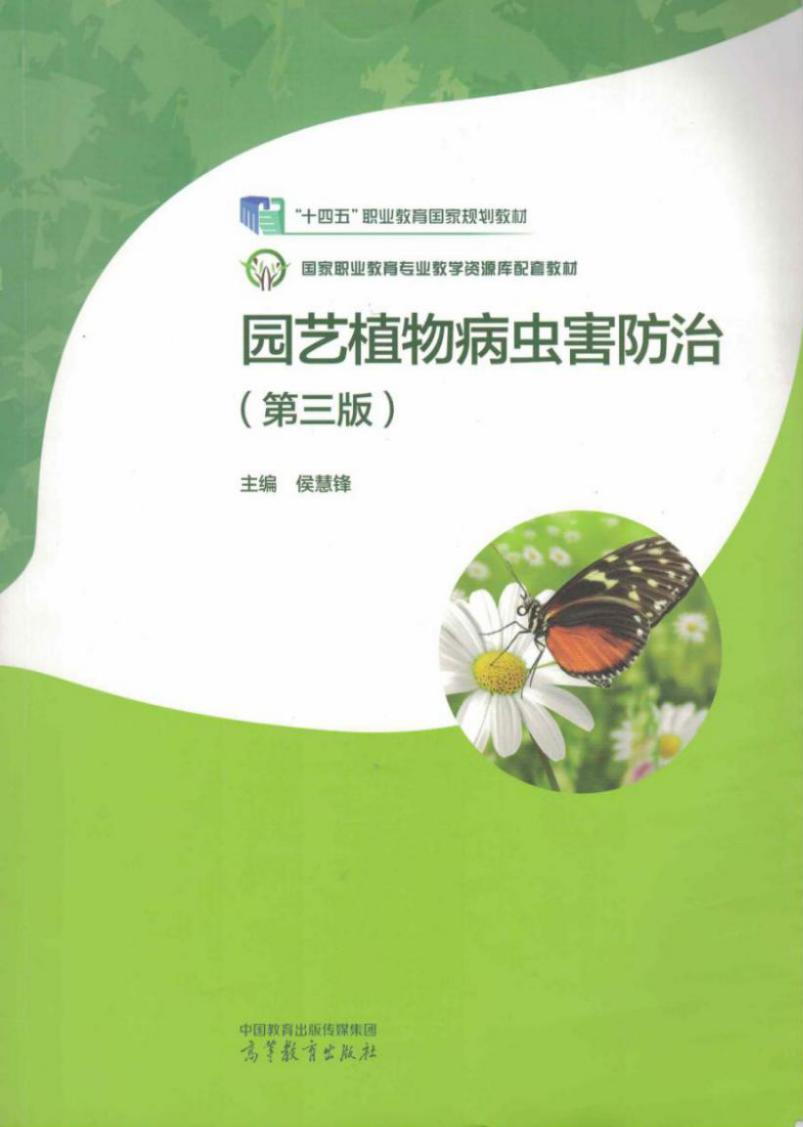 “十四五”职业教育国家规划教材
国家职业教育专业教学资源库配套教材
园艺植物病虫害防治
（第三版）
主编 侯慧锋
中国教育出版传媒集团
高等教育出版社